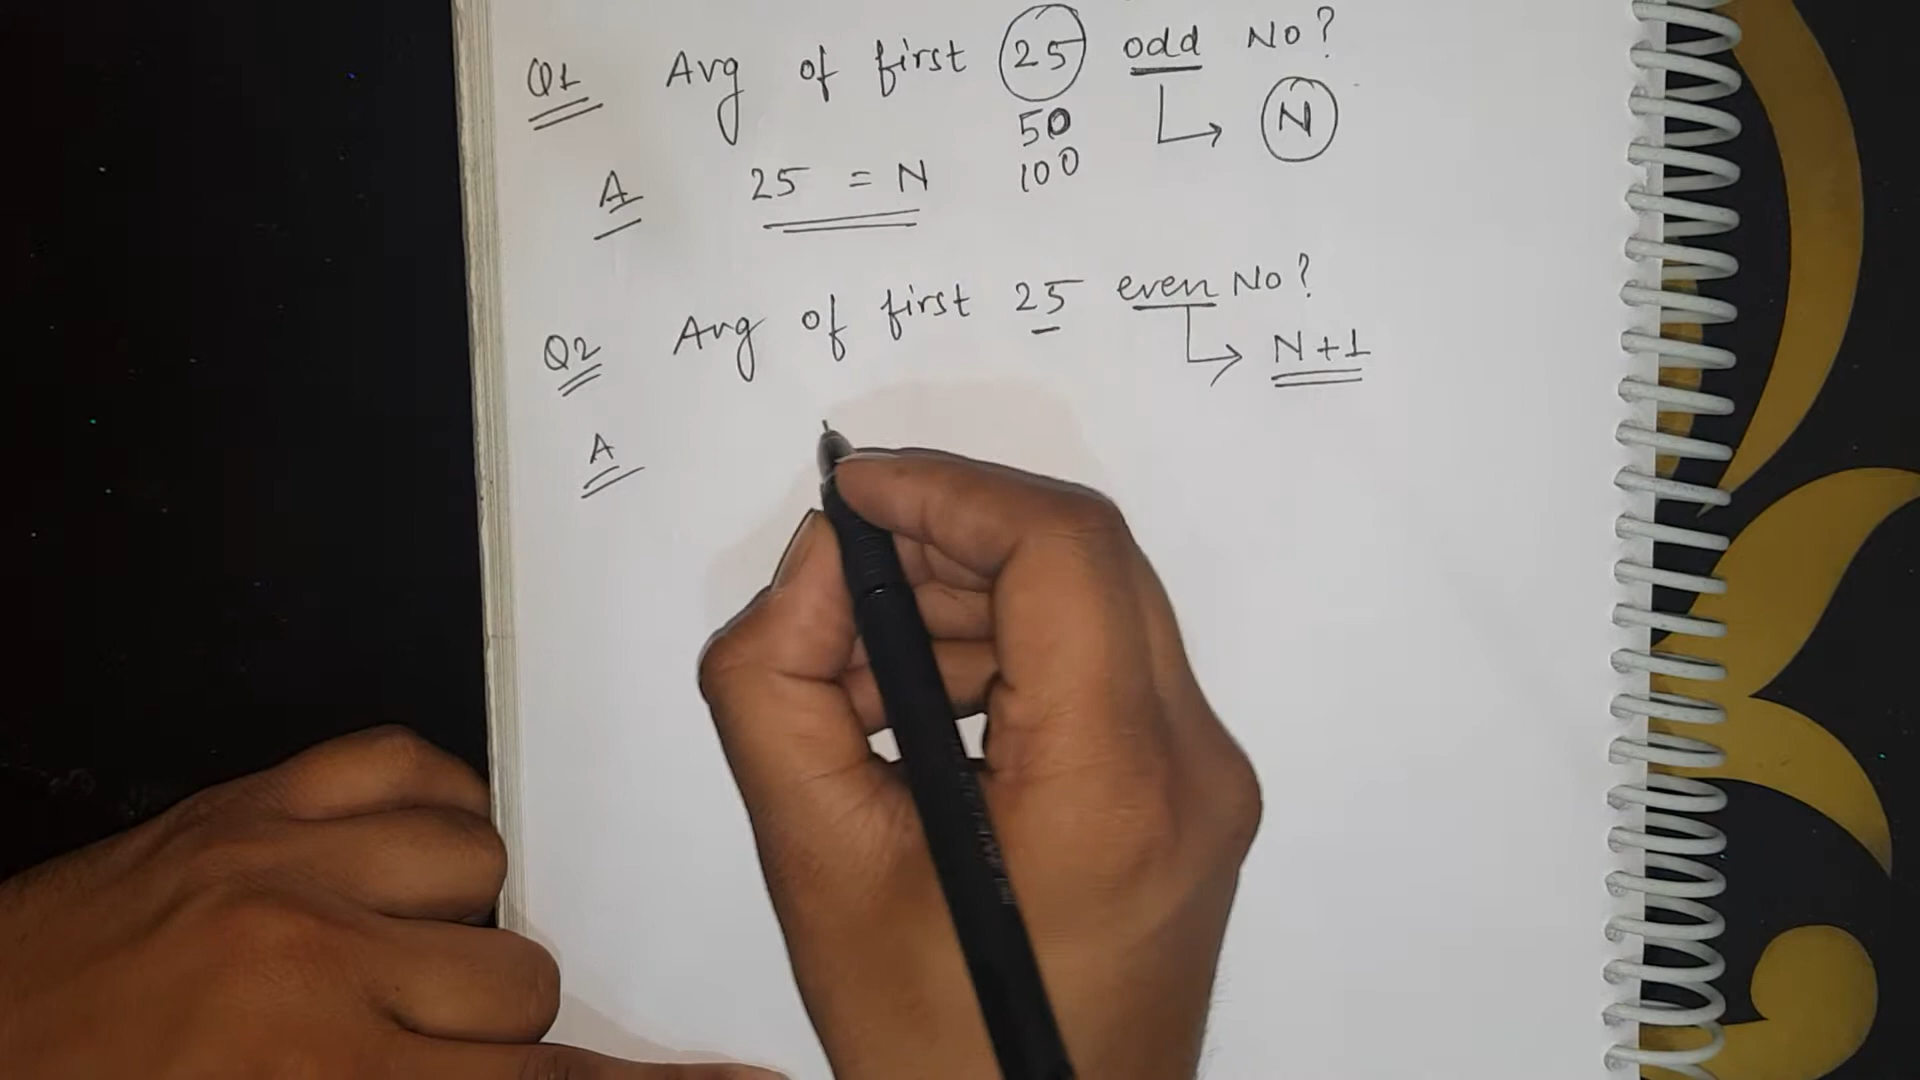 Q1 Avg of first 25 odd No?
50 → N
100
A 25 = N
Q2 Avg of first 25 even No?
→ N+1
A